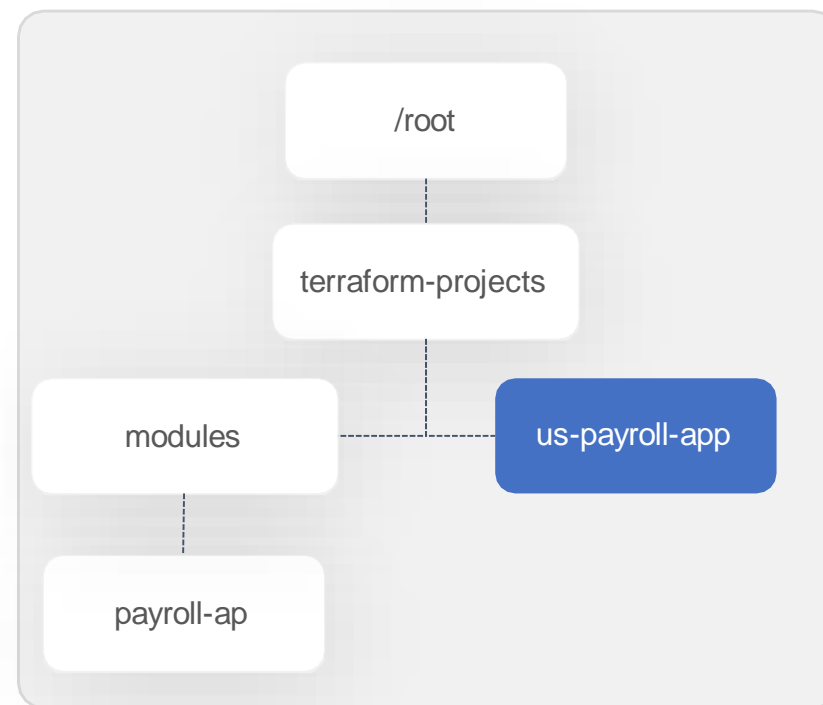 /root
terraform-projects
modules
us-payroll-app
payroll-ap